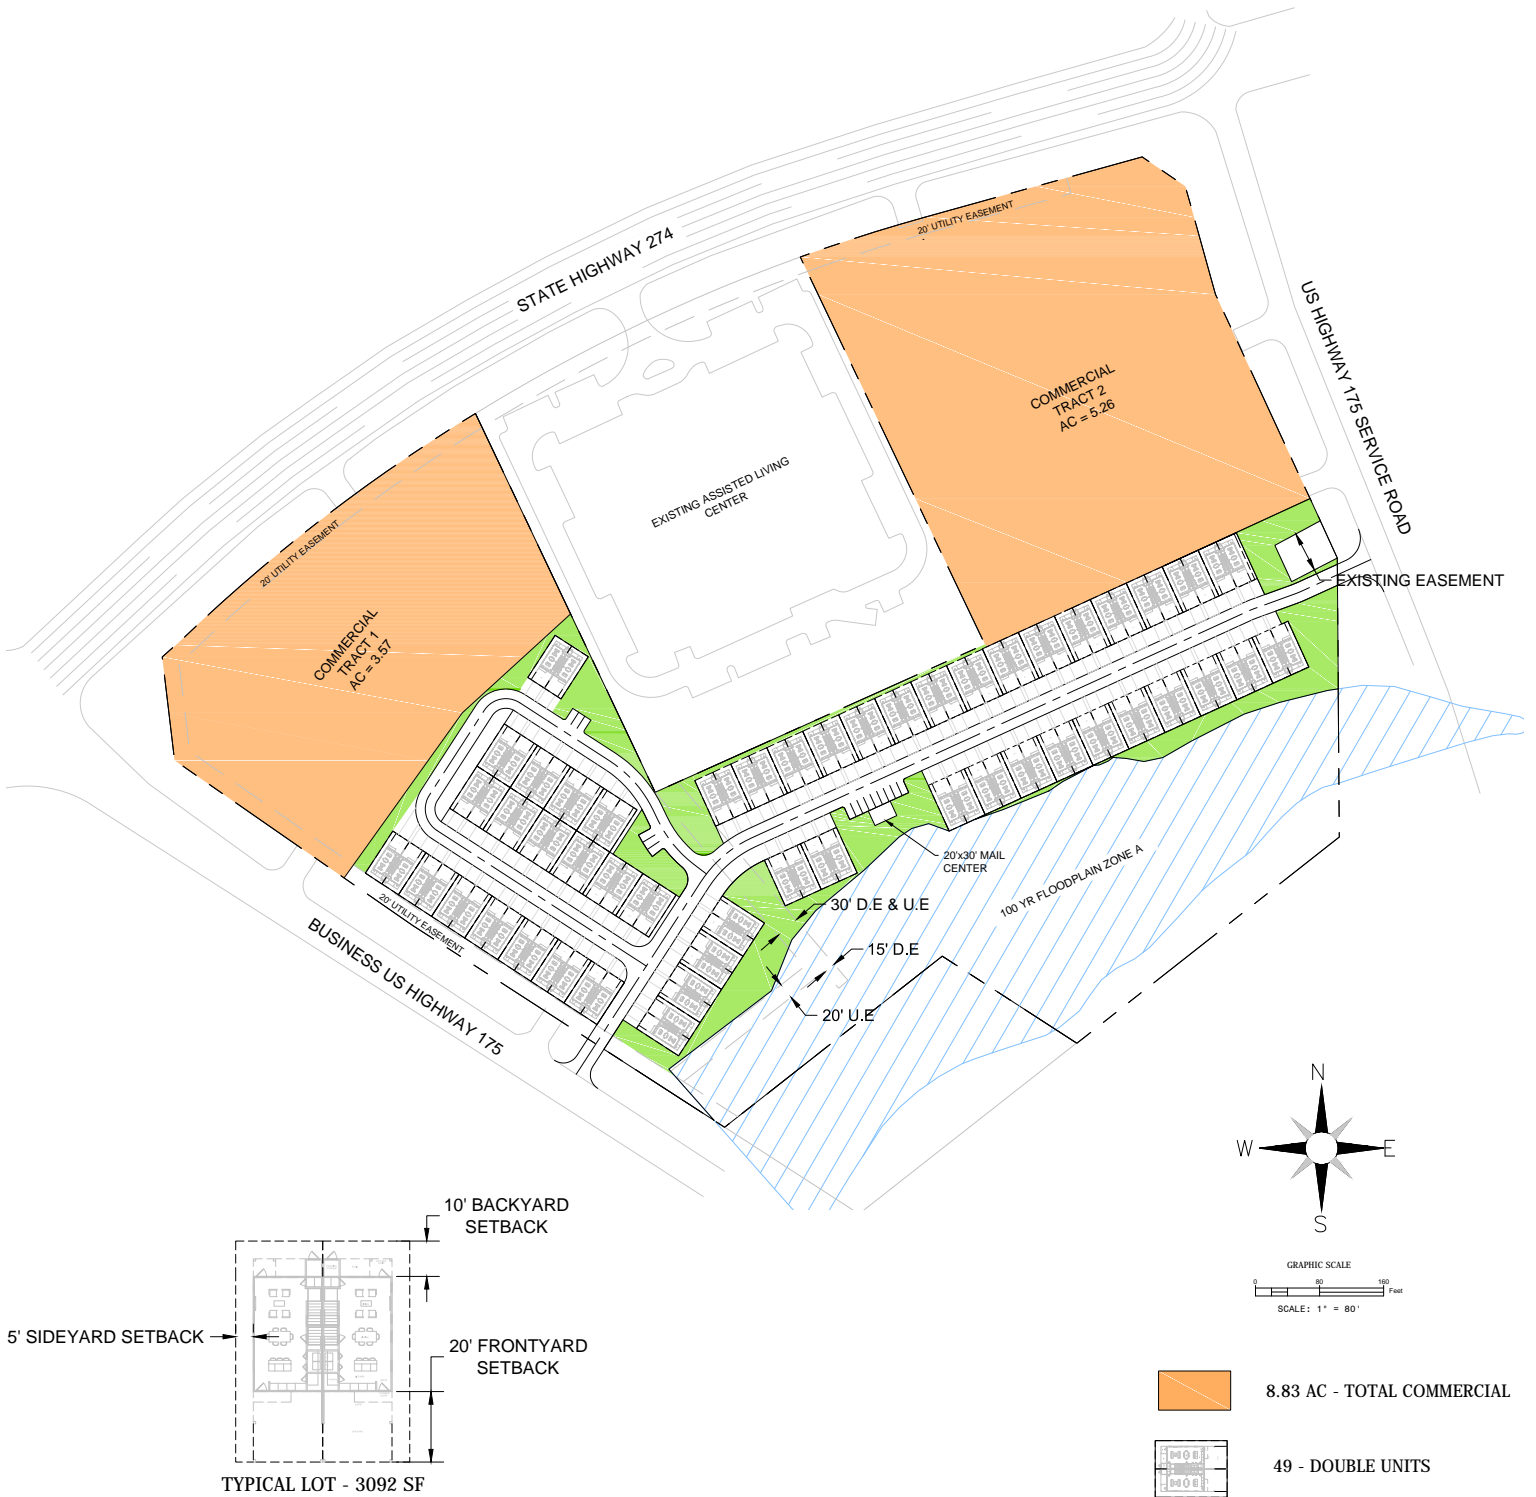 STATE HIGHWAY 274
20' UTILITY EASEMENT
US HIGHWAY 175 SERVICE ROAD
COMMERCIAL
TRACT 2
AC = 5.26
EXISTING ASSISTED LIVING
CENTER
20' UTILITY EASEMENT
EXISTING EASEMENT
COMMERCIAL
TRACT 1
AC = 3.57
20'x30' MAIL
CENTER
100 YR FLOODPLAIN ZONE A
20' UTILITY EASEMENT
30' D.E & U.E
15' D.E
20' U.E
BUSINESS US HIGHWAY 175
N
W
E
S
10' BACKYARD
SETBACK
5' SIDEYARD SETBACK
20' FRONTYARD
SETBACK
TYPICAL LOT - 3092 SF
GRAPHIC SCALE
0 80 160
Feet
SCALE: 1" = 80'
8.83 AC - TOTAL COMMERCIAL
49 - DOUBLE UNITS